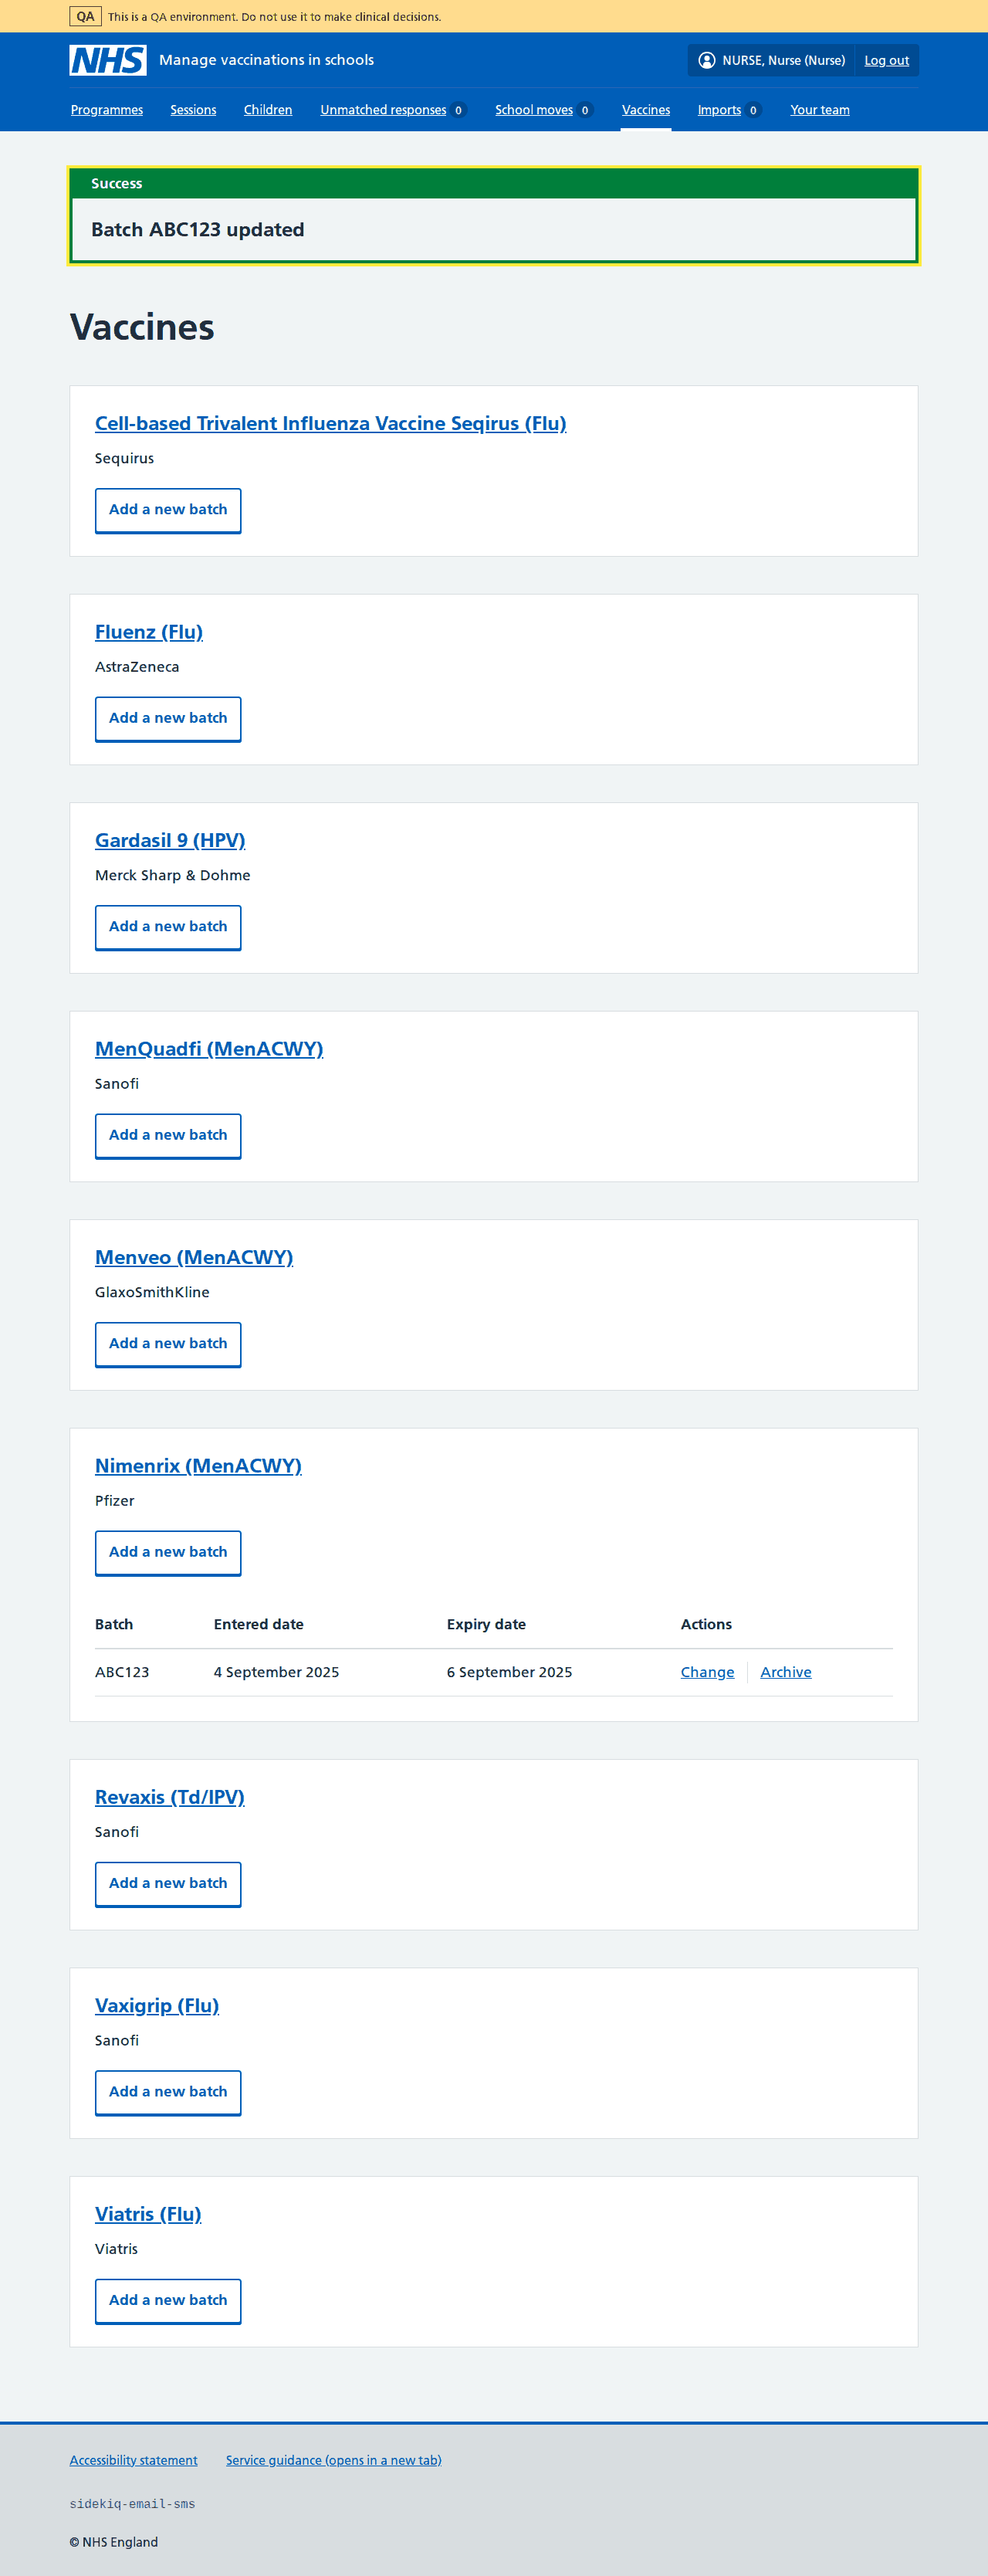 QA This is a QA environment. Do not use it to make clinical decisions.
NHS Manage vaccinations in schools NURSE, Nurse (Nurse) Log out
Programmes Sessions Children Unmatched responses 0 School moves 0 Vaccines Imports 0 Your team
Success
Batch ABC123 updated
Vaccines
Cell-based Trivalent Influenza Vaccine Seqirus (Flu)
Sequirus
Add a new batch
Fluenz (Flu)
AstraZeneca
Add a new batch
Gardasil 9 (HPV)
Merck Sharp & Dohme
Add a new batch
MenQuadfi (MenACWY)
Sanofi
Add a new batch
Menveo (MenACWY)
GlaxoSmithKline
Add a new batch
Nimenrix (MenACWY)
Pfizer
Add a new batch
Batch Entered date Expiry date Actions
ABC123 4 September 2025 6 September 2025 Change Archive
Revaxis (Td/IPV)
Sanofi
Add a new batch
Vaxigrip (Flu)
Sanofi
Add a new batch
Viatris (Flu)
Viatris
Add a new batch
Accessibility statement Service guidance (opens in a new tab)
sidekiq-email-sms
© NHS England